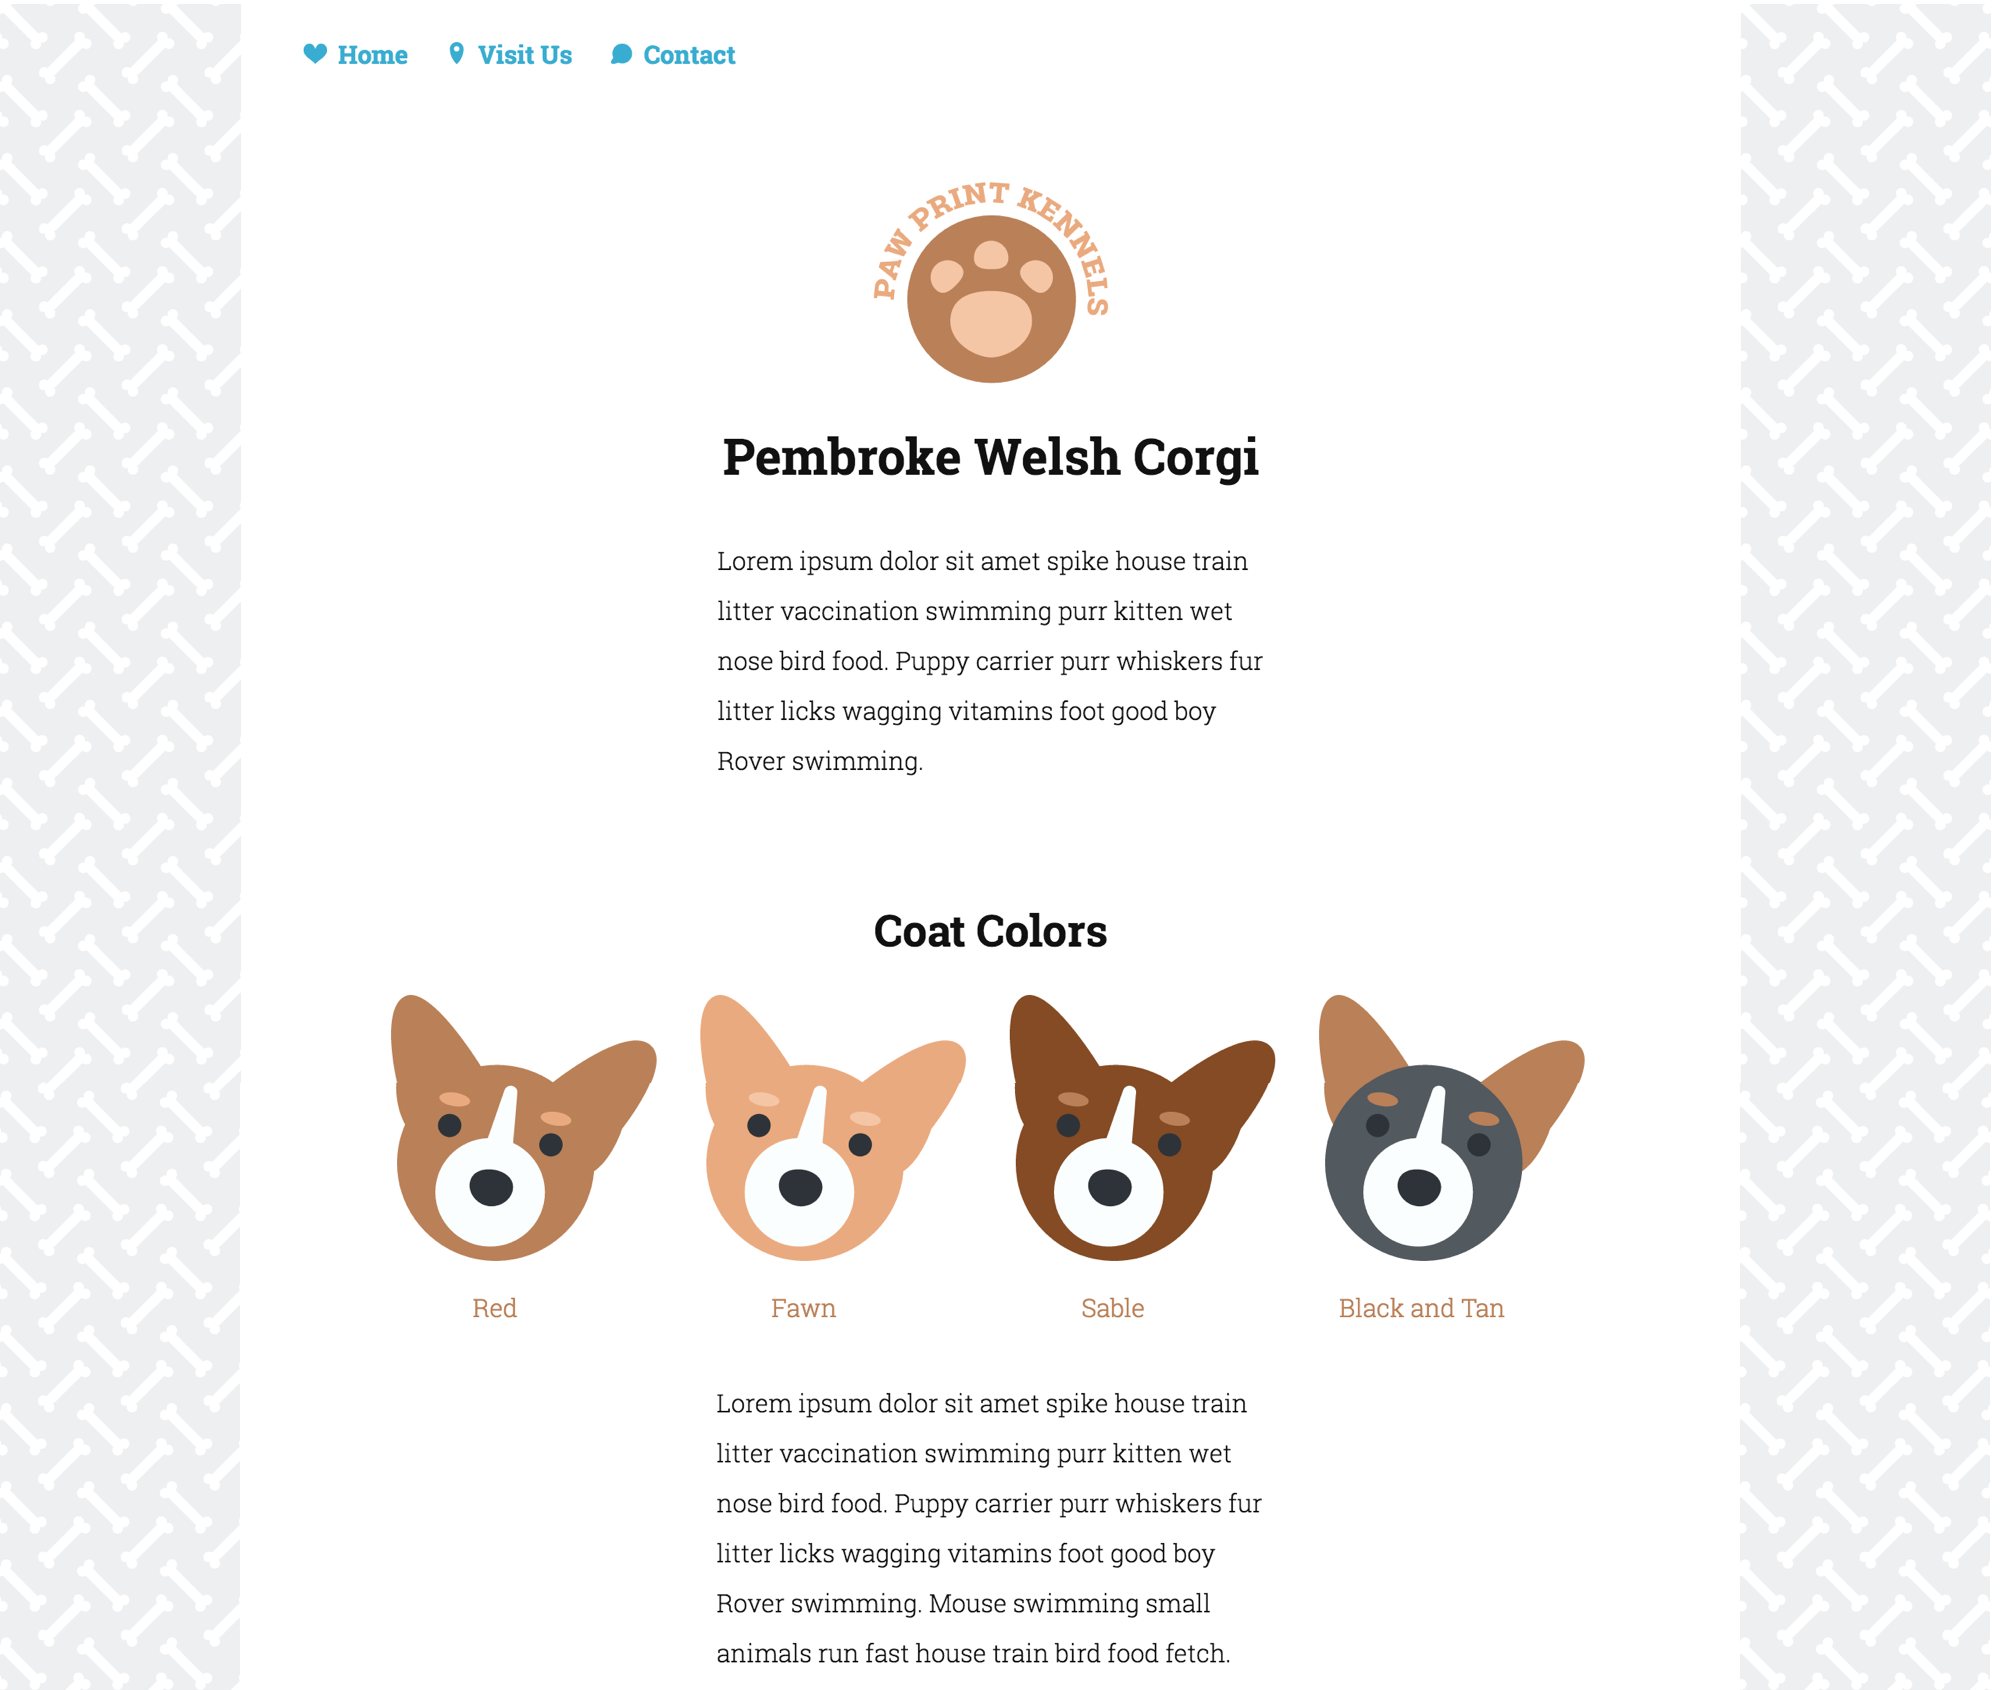 Home Visit Us Contact
PAW PRINT KENNELS
Pembroke Welsh Corgi
Lorem ipsum dolor sit amet spike house train
litter vaccination swimming purr kitten wet
nose bird food. Puppy carrier purr whiskers fur
litter licks wagging vitamins foot good boy
Rover swimming.
Coat Colors
Red Fawn Sable Black and Tan
Lorem ipsum dolor sit amet spike house train
litter vaccination swimming purr kitten wet
nose bird food. Puppy carrier purr whiskers fur
litter licks wagging vitamins foot good boy
Rover swimming. Mouse swimming small
animals run fast house train bird food fetch.